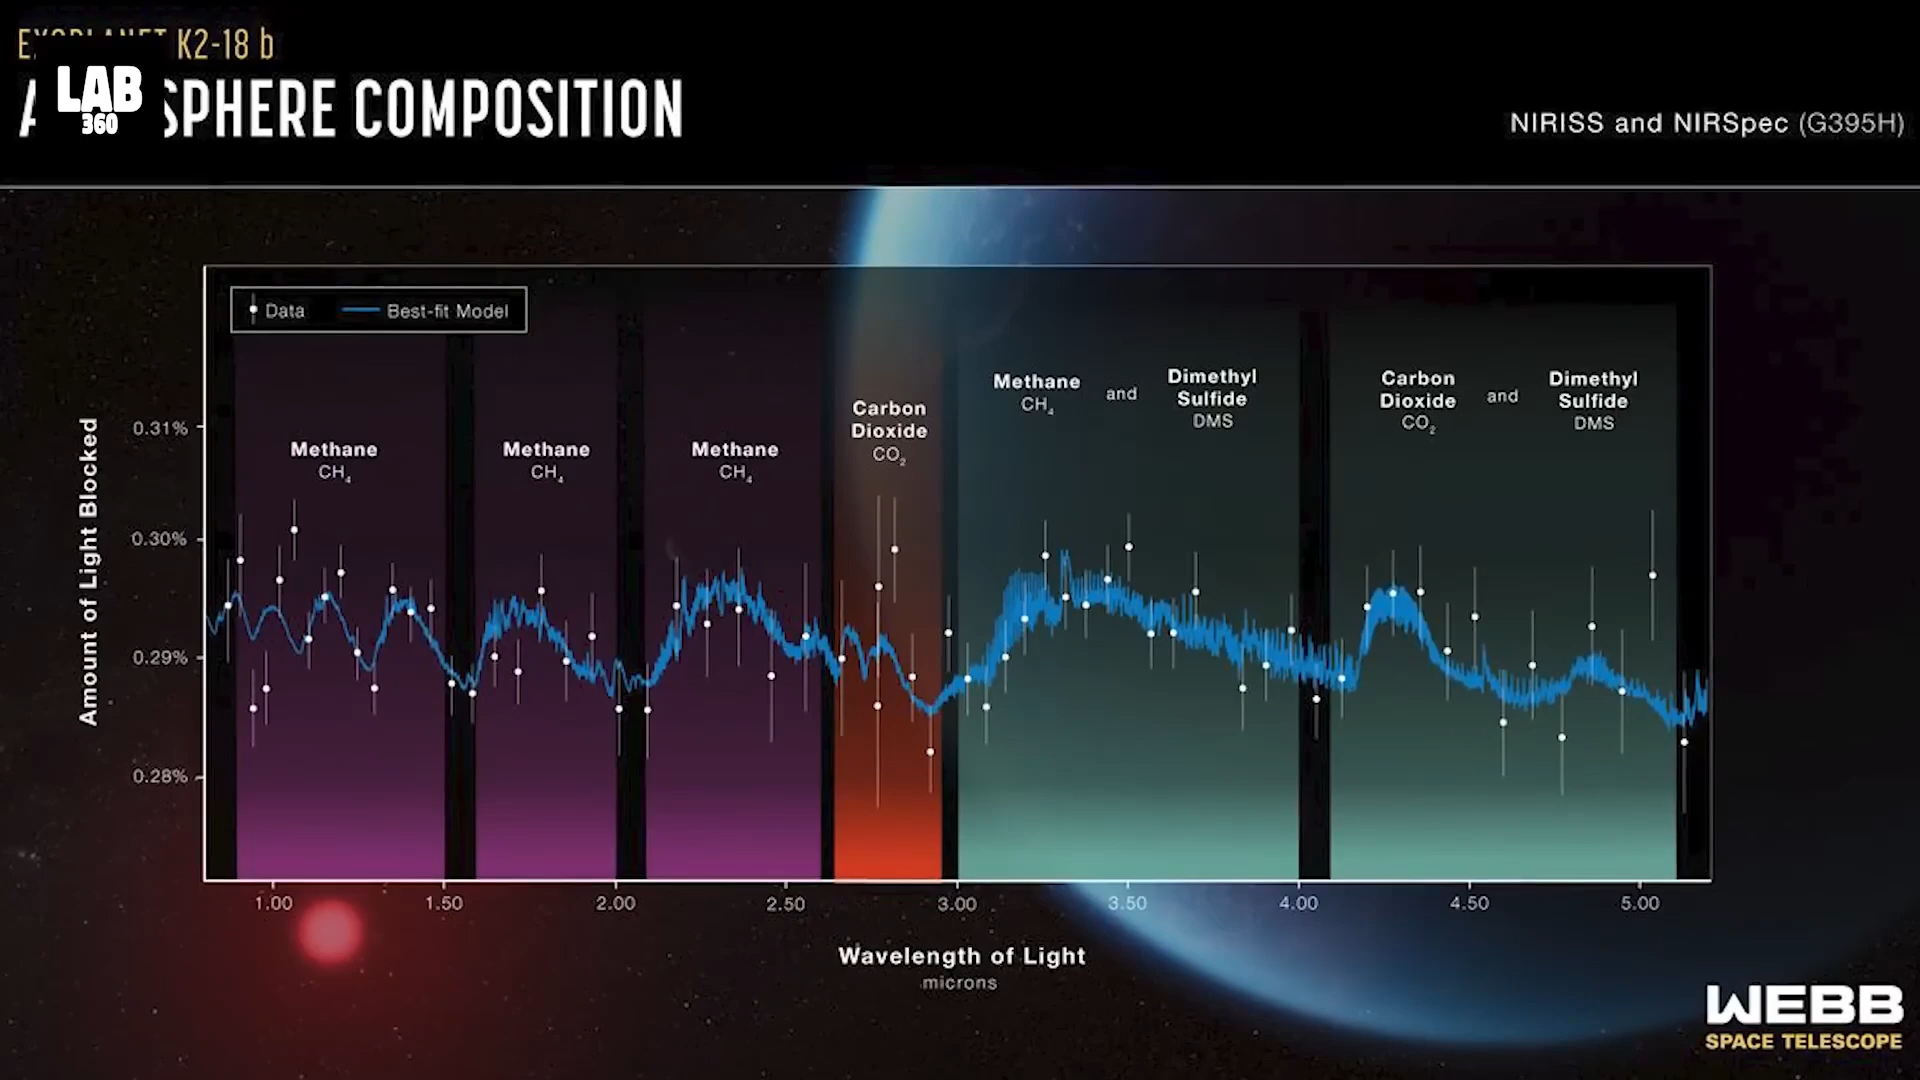 K2-18 b
LAB
360
COMPOSITION
NIRISS and NIRSpec (G395H)
Data
Best-fit Model
Amount of Light Blocked
0.31%
0.30%
0.29%
0.28%
Methane
CH₄
Methane
CH₄
Methane
CH₄
Carbon
Dioxide
CO₂
Methane
CH₄
and
Dimethyl
Sulfide
DMS
Carbon
Dioxide
CO₂
and
Dimethyl
Sulfide
DMS
1.00 1.50 2.00 2.50 3.00 3.50 4.00 4.50 5.00
Wavelength of Light
microns
WEBB
SPACE TELESCOPE